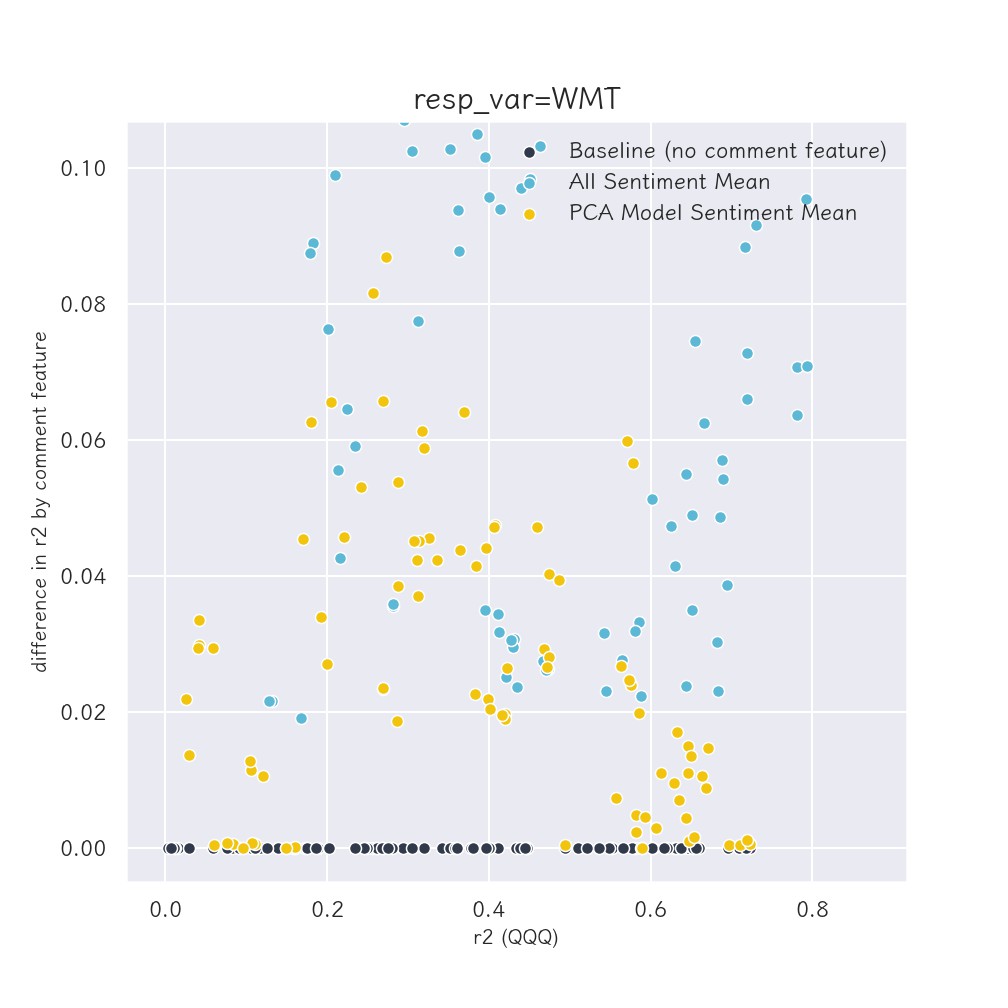 resp_var=WMT
Baseline (no comment feature)
All Sentiment Mean
PCA Model Sentiment Mean
difference in r2 by comment feature
0.10
0.08
0.06
0.04
0.02
0.00
0.0 0.2 0.4 0.6 0.8
r2 (QQQ)